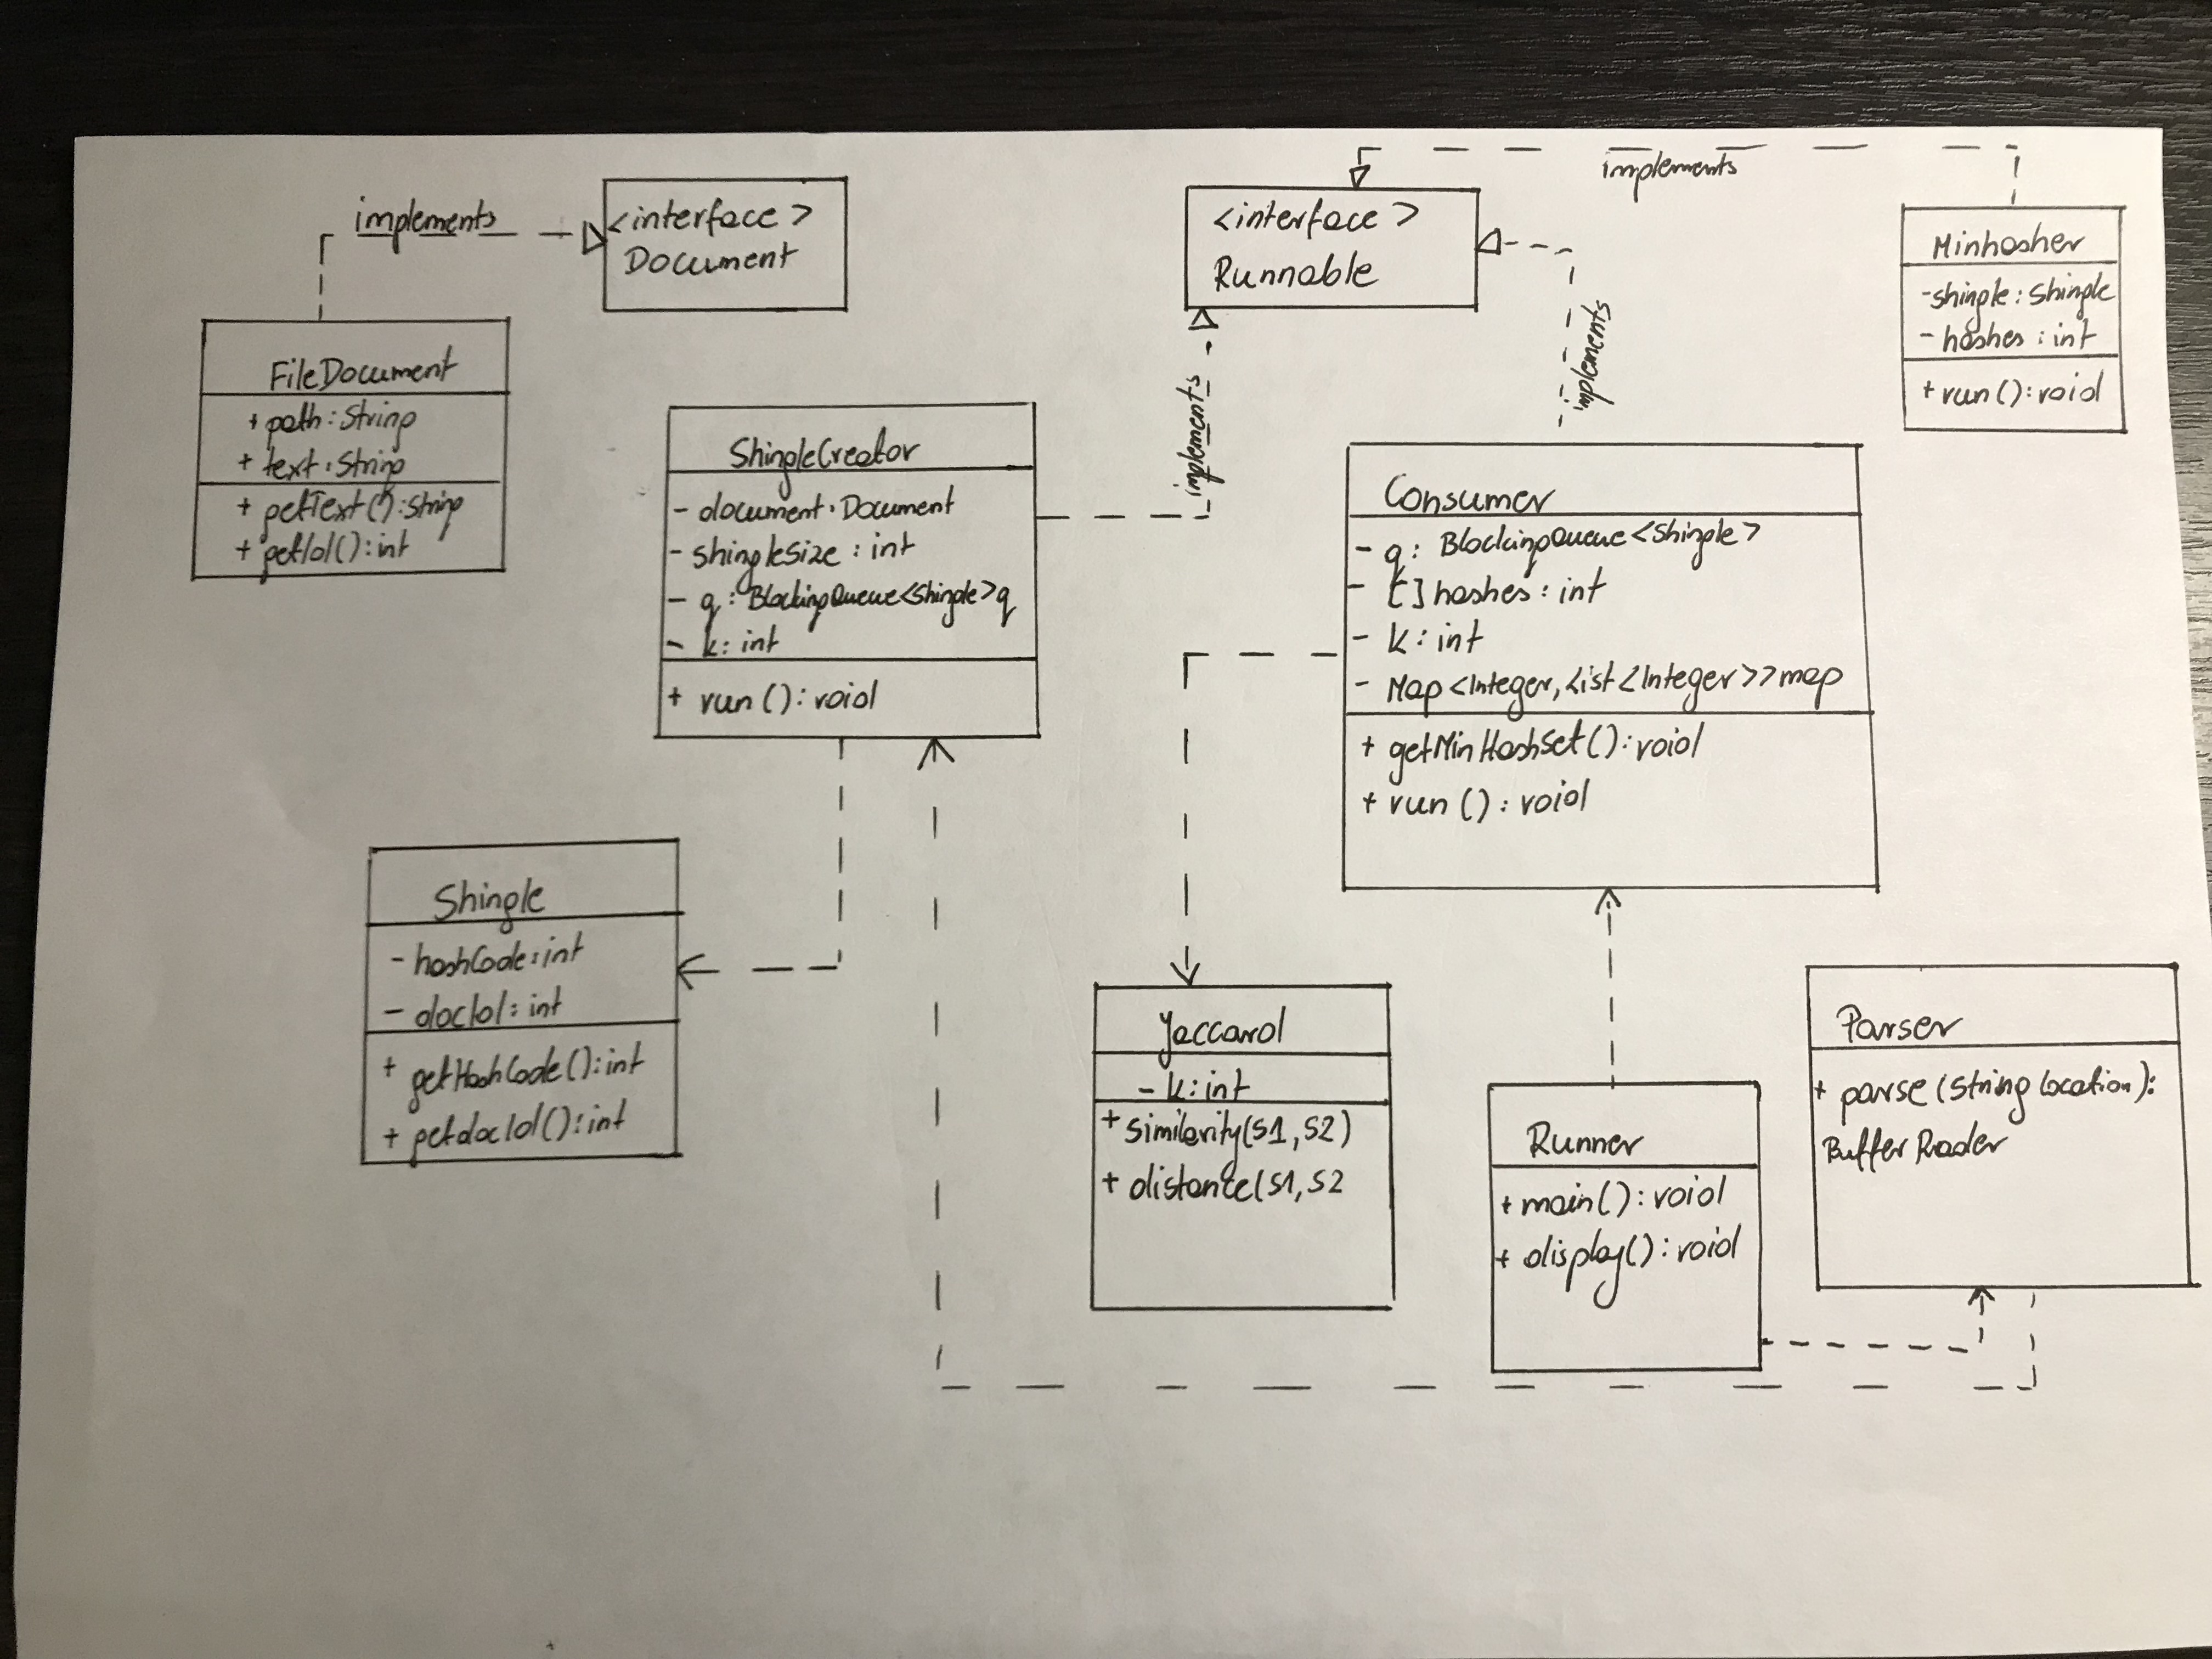 implements
<interface>
Document
FileDocument
+ path : String
+ text : String
+ getText() : String
+ getId() : int
<interface>
Runnable
implements
implements
implements
Minhasher
- shingle : Shingle
- hashes : int
+ run() : void
ShingleCreator
- document : Document
- shingleSize : int
- q : BlockingQueue<Shingle> q
- k : int
+ run() : void
Consumer
- q : BlockingQueue<Shingle>
- [] hashes : int
- k : int
- Map<Integer, List<Integer>> map
+ getMinHashSet() : void
+ run() : void
Shingle
- hashCode : int
- docId : int
+ getHashCode() : int
+ getdocId() : int
Jaccard
- k : int
+ similarity(S1, S2)
+ distance(S1, S2
Runner
+ main() : void
+ display() : void
Parser
+ parse (String Location) :
Buffer Rader